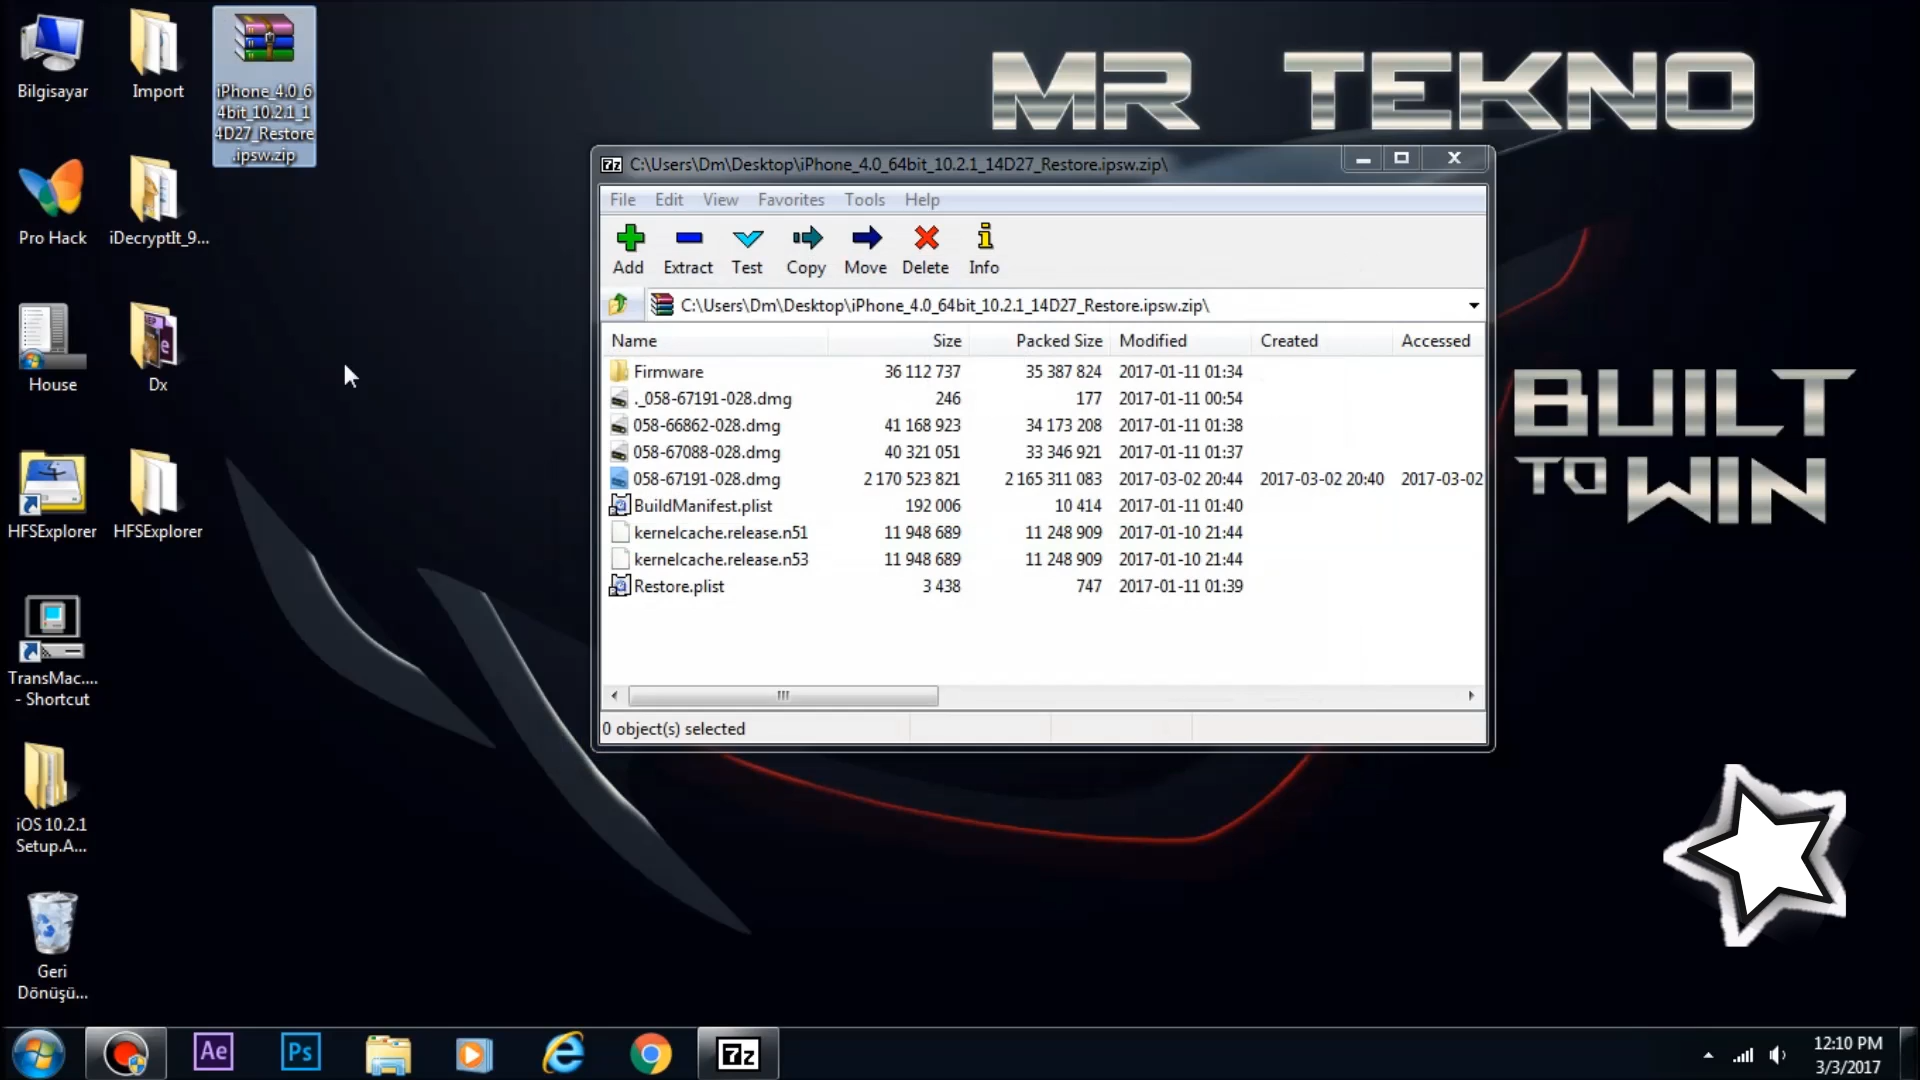 Bilgisayar
Import
iPhone_4.0_6
4bit_10.2.1_1
4D27_Restore
.ipsw.zip
Pro Hack
iDecryptIt_9...
House
Dx
HFSExplorer
HFSExplorer
TransMac....
- Shortcut
iOS 10.2.1
Setup.A...
Geri
Dönüşü...
MR TEKNO
BUILT
TO WIN
7z C:\Users\Dm\Desktop\iPhone_4.0_64bit_10.2.1_14D27_Restore.ipsw.zip\
File Edit View Favorites Tools Help
Add Extract Test Copy Move Delete Info
C:\Users\Dm\Desktop\iPhone_4.0_64bit_10.2.1_14D27_Restore.ipsw.zip\
Name Size Packed Size Modified Created Accessed
Firmware 36 112 737 35 387 824 2017-01-11 01:34
._058-67191-028.dmg 246 177 2017-01-11 00:54
058-66862-028.dmg 41 168 923 34 173 208 2017-01-11 01:38
058-67088-028.dmg 40 321 051 33 346 921 2017-01-11 01:37
058-67191-028.dmg 2 170 523 821 2 165 311 083 2017-03-02 20:44 2017-03-02 20:40 2017-03-02
BuildManifest.plist 192 006 10 414 2017-01-11 01:40
kernelcache.release.n51 11 948 689 11 248 909 2017-01-10 21:44
kernelcache.release.n53 11 948 689 11 248 909 2017-01-10 21:44
Restore.plist 3 438 747 2017-01-11 01:39
0 object(s) selected
Ae
Ps
7z
12:10 PM
3/3/2017